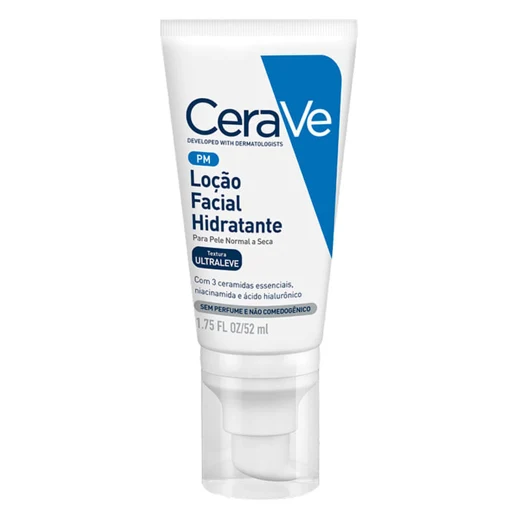 CeraVe
DEVELOPED WITH DERMATOLOGISTS
PM
Loção
Facial
Hidratante
Para Pele Normal a Seca
Textura
ULTRALEVE
Com 3 ceramidas essenciais,
niacinamida e ácido hialurônico
SEM PERFUME E NÃO COMEDOGÊNICO
1.75 FL OZ/52 ml